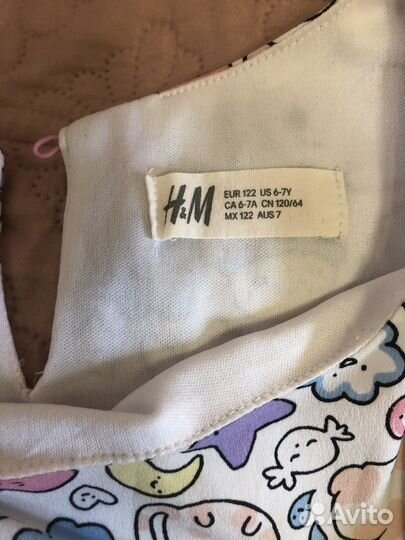 H&M
EUR 122 US 6-7Y
CA 6-7A CN 120/64
MX 122 AUS 7
Avito